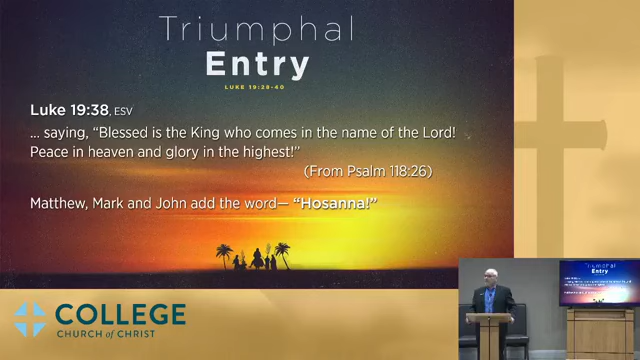 Triumphal
Entry
LUKE 19:28-40
Luke 19:38, ESV
... saying, “Blessed is the King who comes in the name of the Lord!
Peace in heaven and glory in the highest!”
(From Psalm 118:26)
Matthew, Mark and John add the word— “Hosanna!”
COLLEGE
CHURCH of CHRIST
Triumphal
Entry